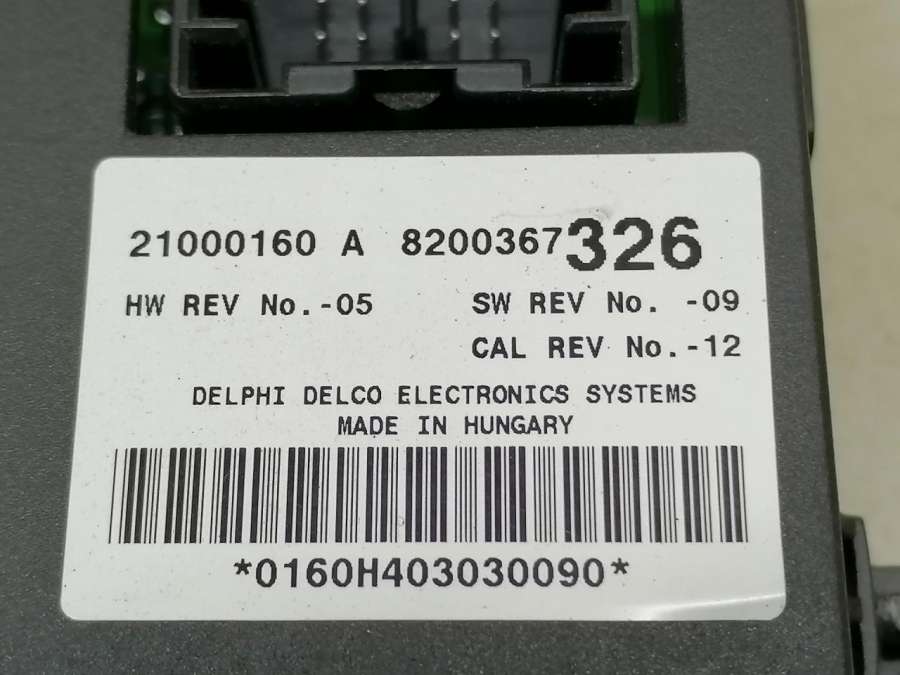 21000160 A 8200367326
HW REV No.-05 SW REV No. -09
CAL REV No.-12
DELPHI DELCO ELECTRONICS SYSTEMS
MADE IN HUNGARY
*0160H403030090*